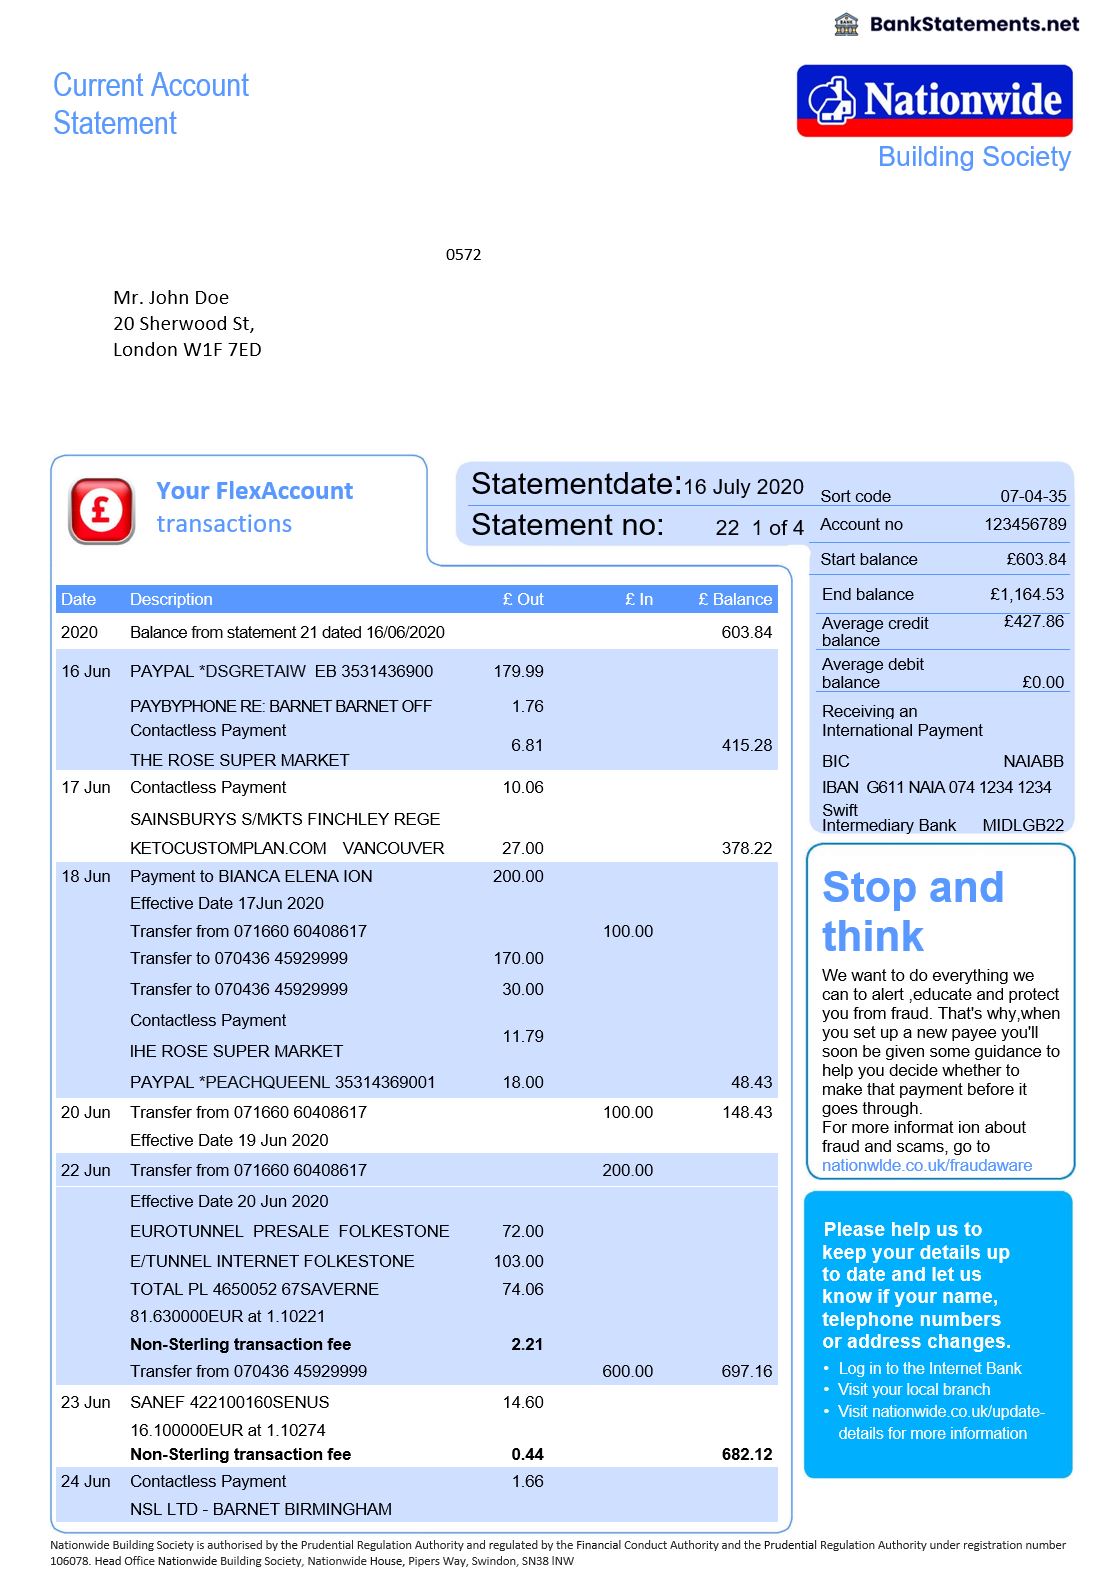 BankStatements.net
Current Account
Statement
Nationwide
Building Society
0572
Mr. John Doe
20 Sherwood St,
London W1F 7ED
Your FlexAccount
transactions
Statementdate:16 July 2020
Statement no: 22 1 of 4
Sort code 07-04-35
Account no 123456789
Start balance £603.84
End balance £1,164.53
Average credit £427.86
balance
Average debit
balance £0.00
Receiving an
International Payment
BIC NAIABB
IBAN G611 NAIA 074 1234 1234
Swift
Intermediary Bank MIDLGB22
Date Description £ Out £ In £ Balance
2020 Balance from statement 21 dated 16/06/2020 603.84
16 Jun PAYPAL *DSGRETAIW EB 3531436900 179.99
PAYBYPHONE RE: BARNET BARNET OFF 1.76
Contactless Payment
6.81 415.28
THE ROSE SUPER MARKET
17 Jun Contactless Payment 10.06
SAINSBURYS S/MKTS FINCHLEY REGE
KETOCUSTOMPLAN.COM VANCOUVER 27.00 378.22
18 Jun Payment to BIANCA ELENA ION 200.00
Effective Date 17Jun 2020
Transfer from 071660 60408617 100.00
Transfer to 070436 45929999 170.00
Transfer to 070436 45929999 30.00
Contactless Payment
11.79
IHE ROSE SUPER MARKET
PAYPAL *PEACHQUEENL 35314369001 18.00 48.43
20 Jun Transfer from 071660 60408617 100.00 148.43
Effective Date 19 Jun 2020
22 Jun Transfer from 071660 60408617 200.00
Effective Date 20 Jun 2020
EUROTUNNEL PRESALE FOLKESTONE 72.00
E/TUNNEL INTERNET FOLKESTONE 103.00
TOTAL PL 4650052 67SAVERNE 74.06
81.630000EUR at 1.10221
Non-Sterling transaction fee 2.21
Transfer from 070436 45929999 600.00 697.16
23 Jun SANEF 422100160SENUS 14.60
16.100000EUR at 1.10274
Non-Sterling transaction fee 0.44 682.12
24 Jun Contactless Payment 1.66
NSL LTD - BARNET BIRMINGHAM
Stop and
think
We want to do everything we
can to alert ,educate and protect
you from fraud. That's why,when
you set up a new payee you'll
soon be given some guidance to
help you decide whether to
make that payment before it
goes through.
For more informat ion about
fraud and scams, go to
nationwlde.co.uk/fraudaware
Please help us to
keep your details up
to date and let us
know if your name,
telephone numbers
or address changes.
• Log in to the Internet Bank
• Visit your local branch
• Visit nationwide.co.uk/update-
details for more information
Nationwide Building Society is authorised by the Prudential Regulation Authority and regulated by the Financial Conduct Authority and the Prudential Regulation Authority under registration number
106078. Head Office Nationwide Building Society, Nationwide House, Pipers Way, Swindon, SN38 lNW